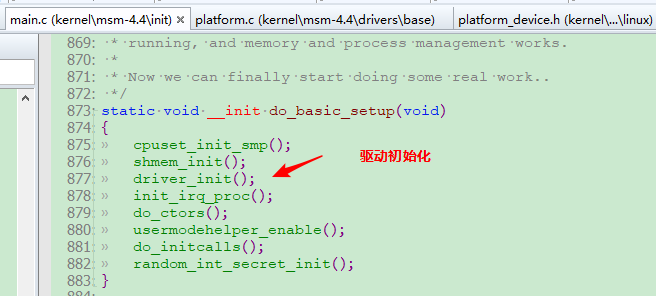 main.c (kernel\msm-4.4\init)
platform.c (kernel\msm-4.4\drivers\base)
platform_device.h (kernel\...\linux)
869: * running, and memory and process management works.
870: *
871: * Now we can finally start doing some real work..
872: */
873: static void __init do_basic_setup(void)
874: {
875: cpuset_init_smp();
876: shmem_init();
877: driver_init(); 驱动初始化
878: init_irq_proc();
879: do_ctors();
880: usermodehelper_enable();
881: do_initcalls();
882: random_int_secret_init();
883: }